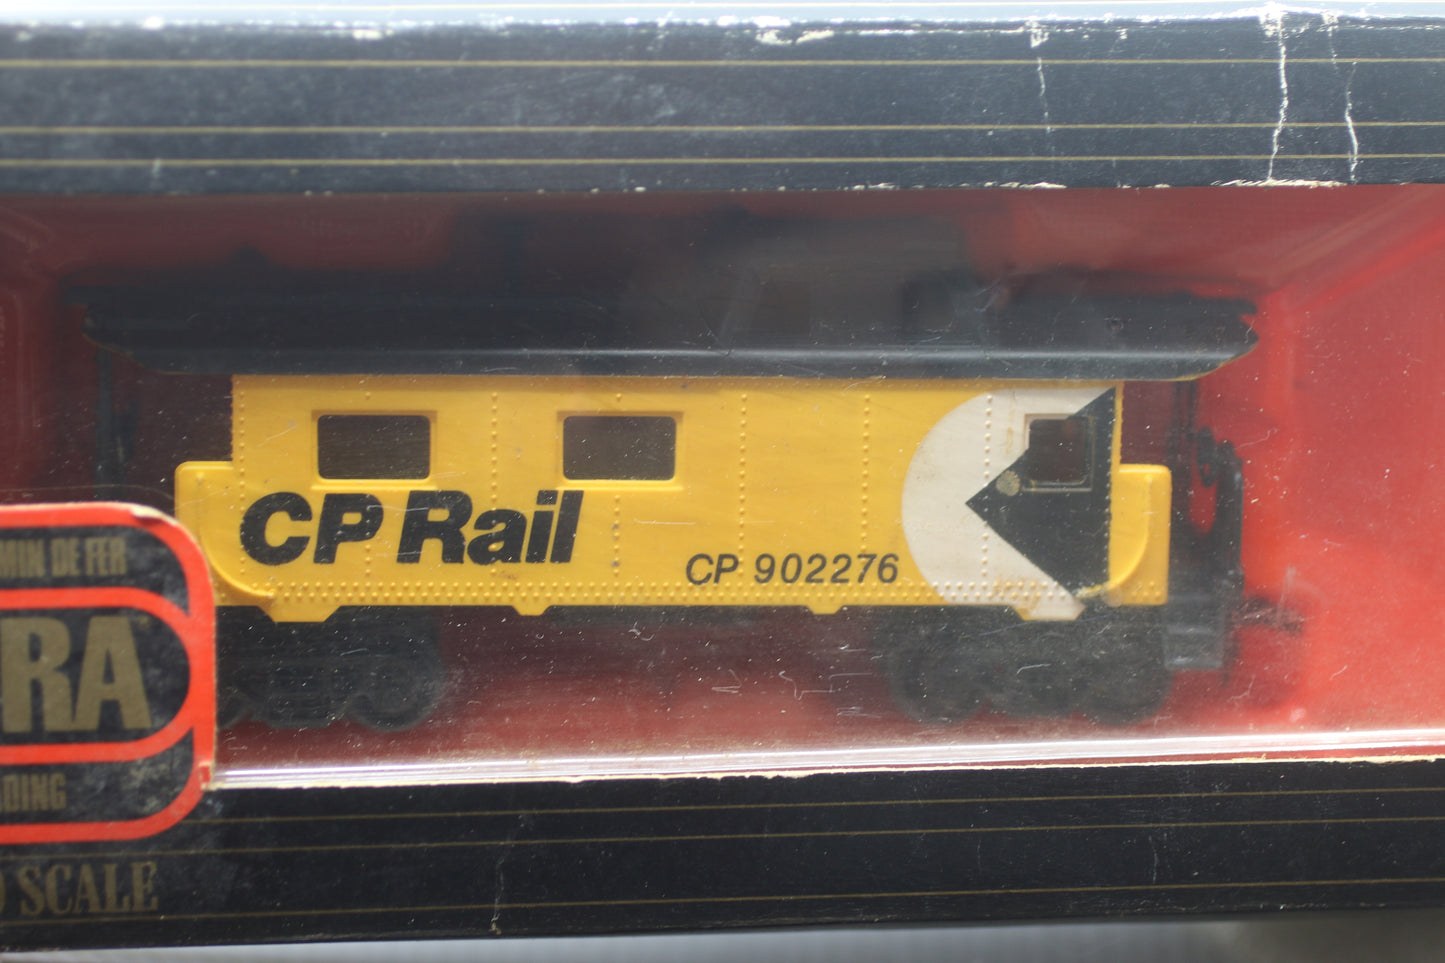 CP Rail
CP 902276
MIN DE FER
RA
DING
SCALE